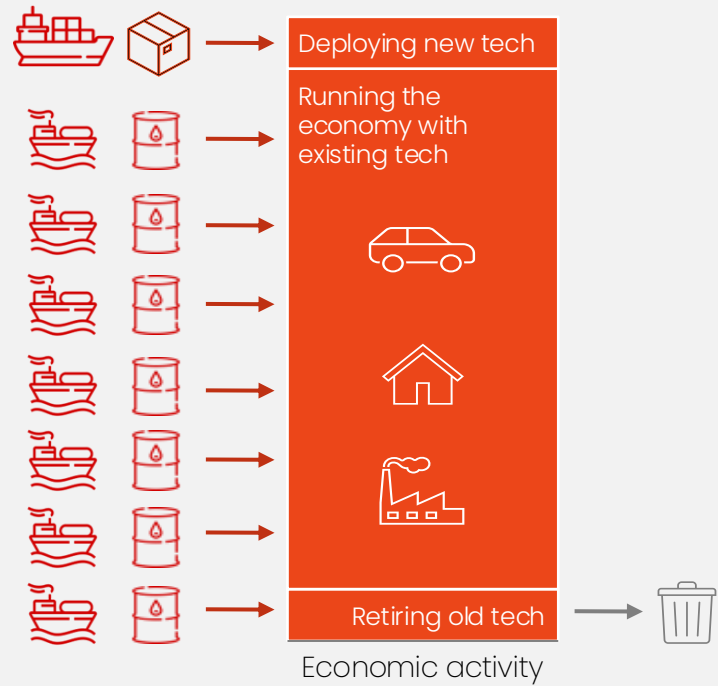 Deploying new tech
Running the
economy with
existing tech
Retiring old tech
Economic activity